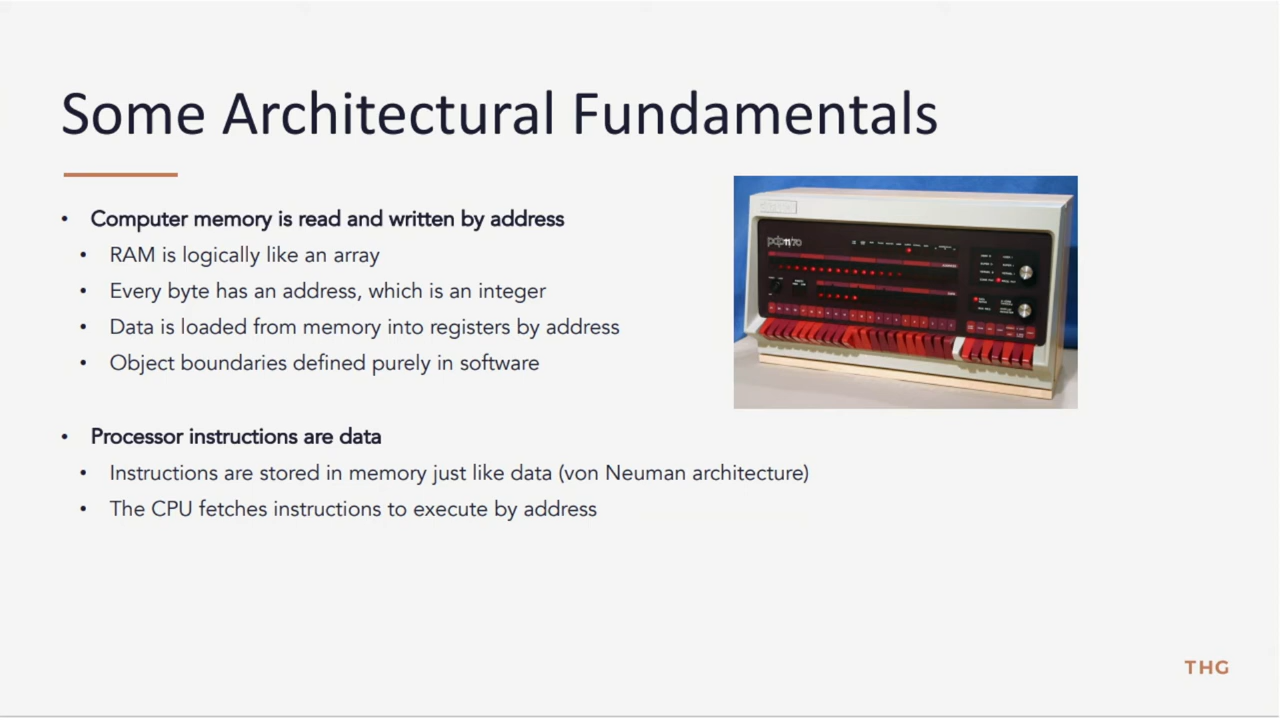 Some Architectural Fundamentals
• Computer memory is read and written by address
• RAM is logically like an array
• Every byte has an address, which is an integer
• Data is loaded from memory into registers by address
• Object boundaries defined purely in software
pdp11/70
• Processor instructions are data
• Instructions are stored in memory just like data (von Neuman architecture)
• The CPU fetches instructions to execute by address
THG